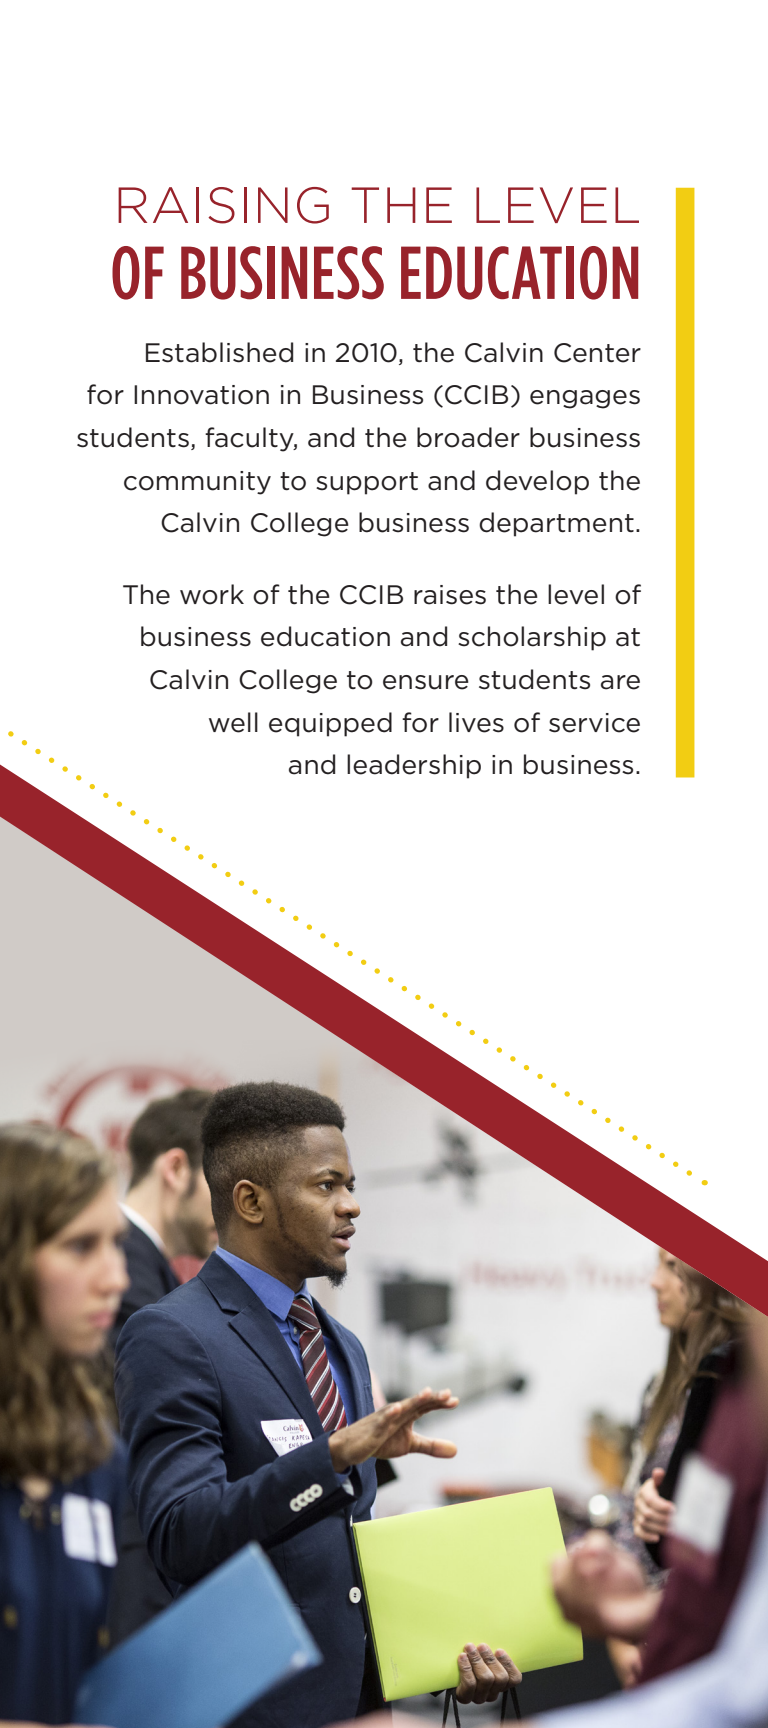 RAISING THE LEVEL
OF BUSINESS EDUCATION
Established in 2010, the Calvin Center
for Innovation in Business (CCIB) engages
students, faculty, and the broader business
community to support and develop the
Calvin College business department.
The work of the CCIB raises the level of
business education and scholarship at
Calvin College to ensure students are
well equipped for lives of service
and leadership in business.
Heavy Truck
Calvin